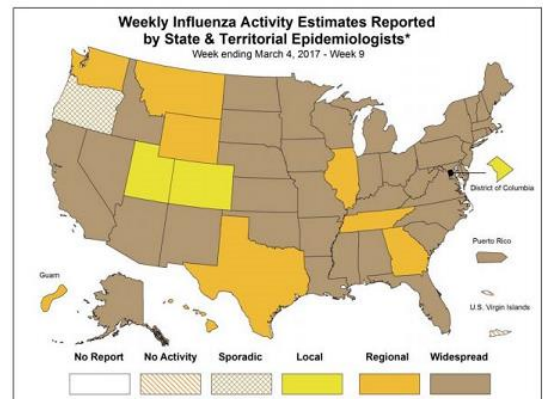 Weekly Influenza Activity Estimates Reported
by State & Territorial Epidemiologists*
Week ending March 4, 2017 - Week 9
District of Columbia
Puerto Rico
Guam
U.S. Virgin Islands
No Report No Activity Sporadic Local Regional Widespread